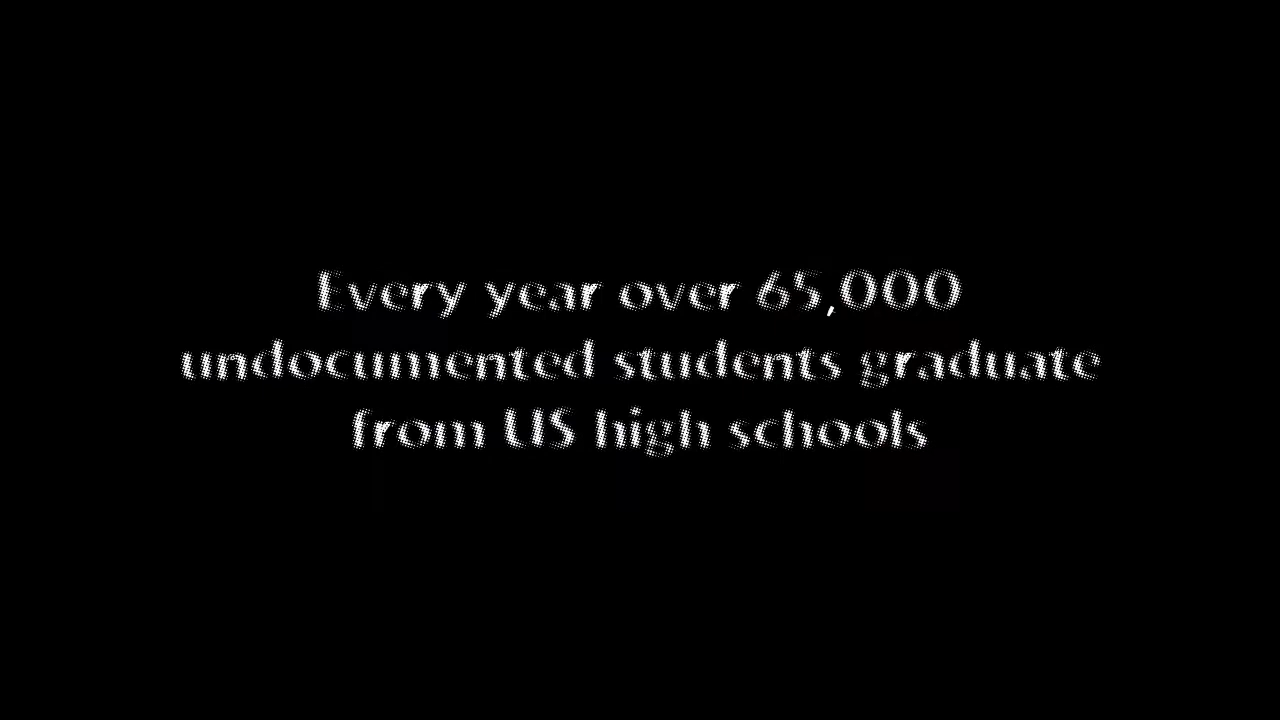 Every year over 65,000
undocumented students graduate
from US high schools